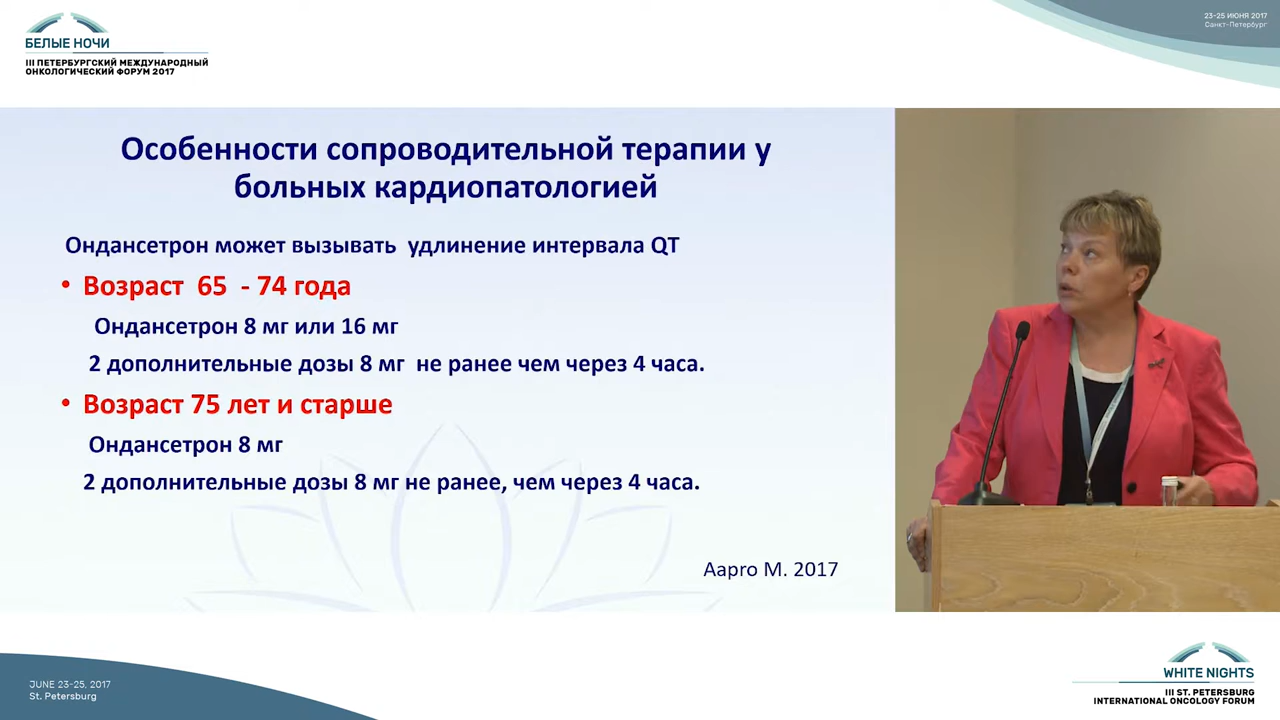 БЕЛЫЕ НОЧИ
III ПЕТЕРБУРГСКИЙ МЕЖДУНАРОДНЫЙ
ОНКОЛОГИЧЕСКИЙ ФОРУМ 2017
23-25 ИЮНЯ 2017
Санкт-Петербург
Особенности сопроводительной терапии у
больных кардиопатологией
Ондансетрон может вызывать удлинение интервала QT
• Возраст 65 - 74 года
Ондансетрон 8 мг или 16 мг
2 дополнительные дозы 8 мг не ранее чем через 4 часа.
• Возраст 75 лет и старше
Ондансетрон 8 мг
2 дополнительные дозы 8 мг не ранее, чем через 4 часа.
Aapro M. 2017
JUNE 23-25, 2017
St. Petersburg
WHITE NIGHTS
III ST. PETERSBURG
INTERNATIONAL ONCOLOGY FORUM